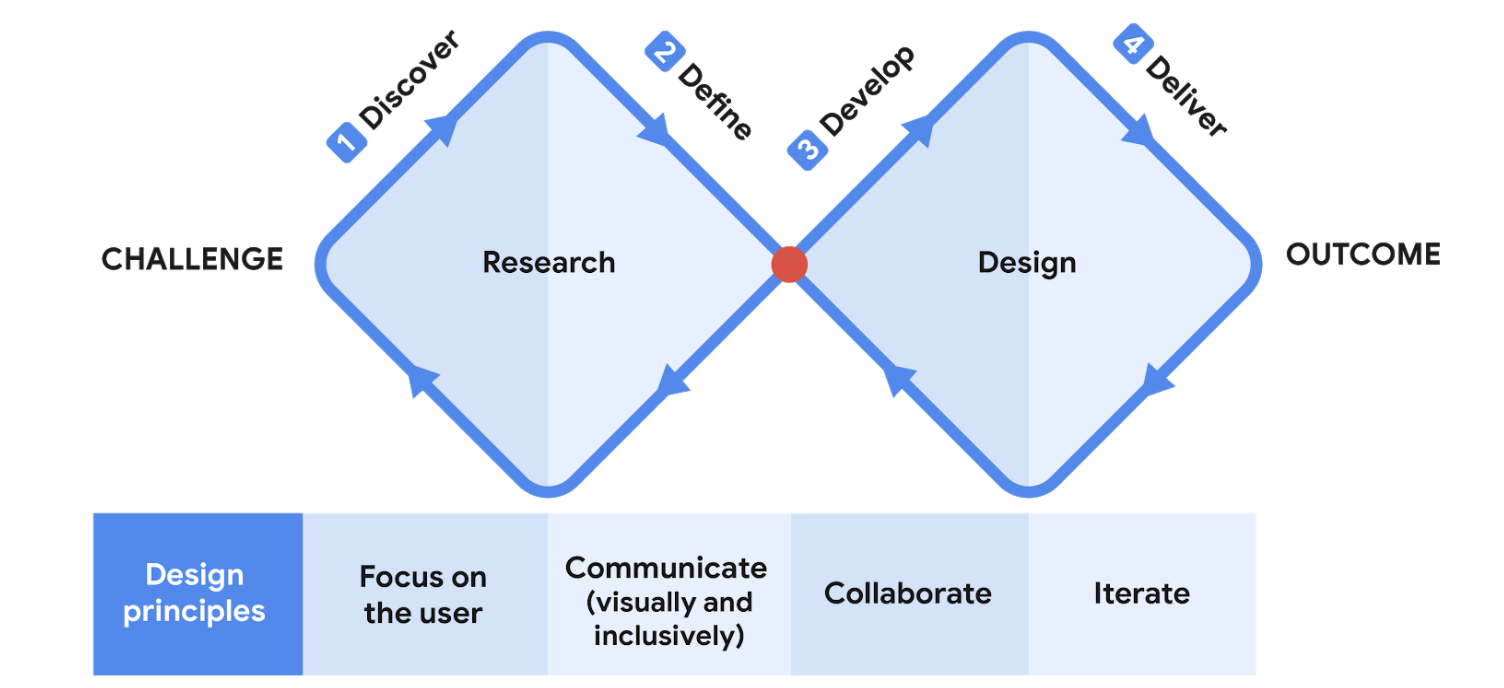 1 Discover
2 Define
3 Develop
4 Deliver
CHALLENGE
Research
Design
OUTCOME
Design
principles
Focus on
the user
Communicate
(visually and
inclusively)
Collaborate
Iterate